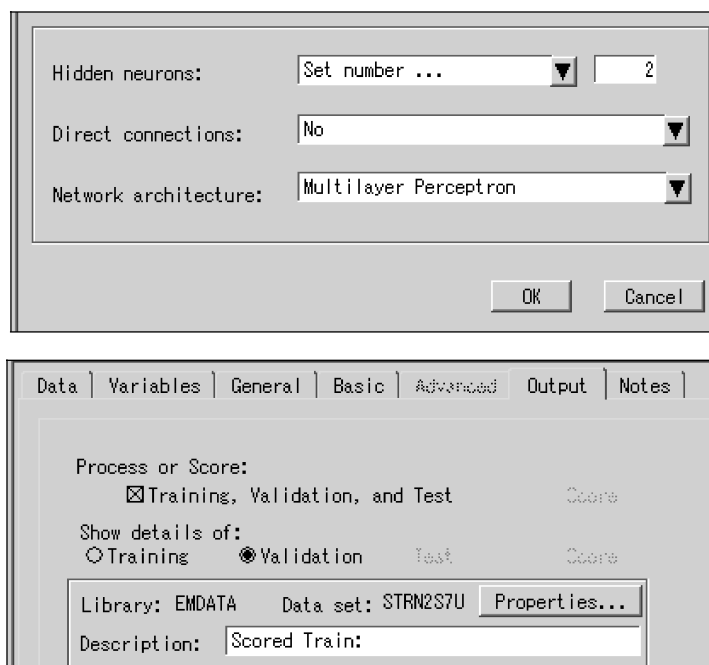 Hidden neurons: Set number ... 2
Direct connections: No
Network architecture: Multilayer Perceptron
OK Cancel
Data Variables General Basic Advanced Output Notes
Process or Score:
Training, Validation, and Test Score
Show details of:
Training Validation Test Score
Library: EMDATA Data set: STRN2S7U Properties...
Description: Scored Train: